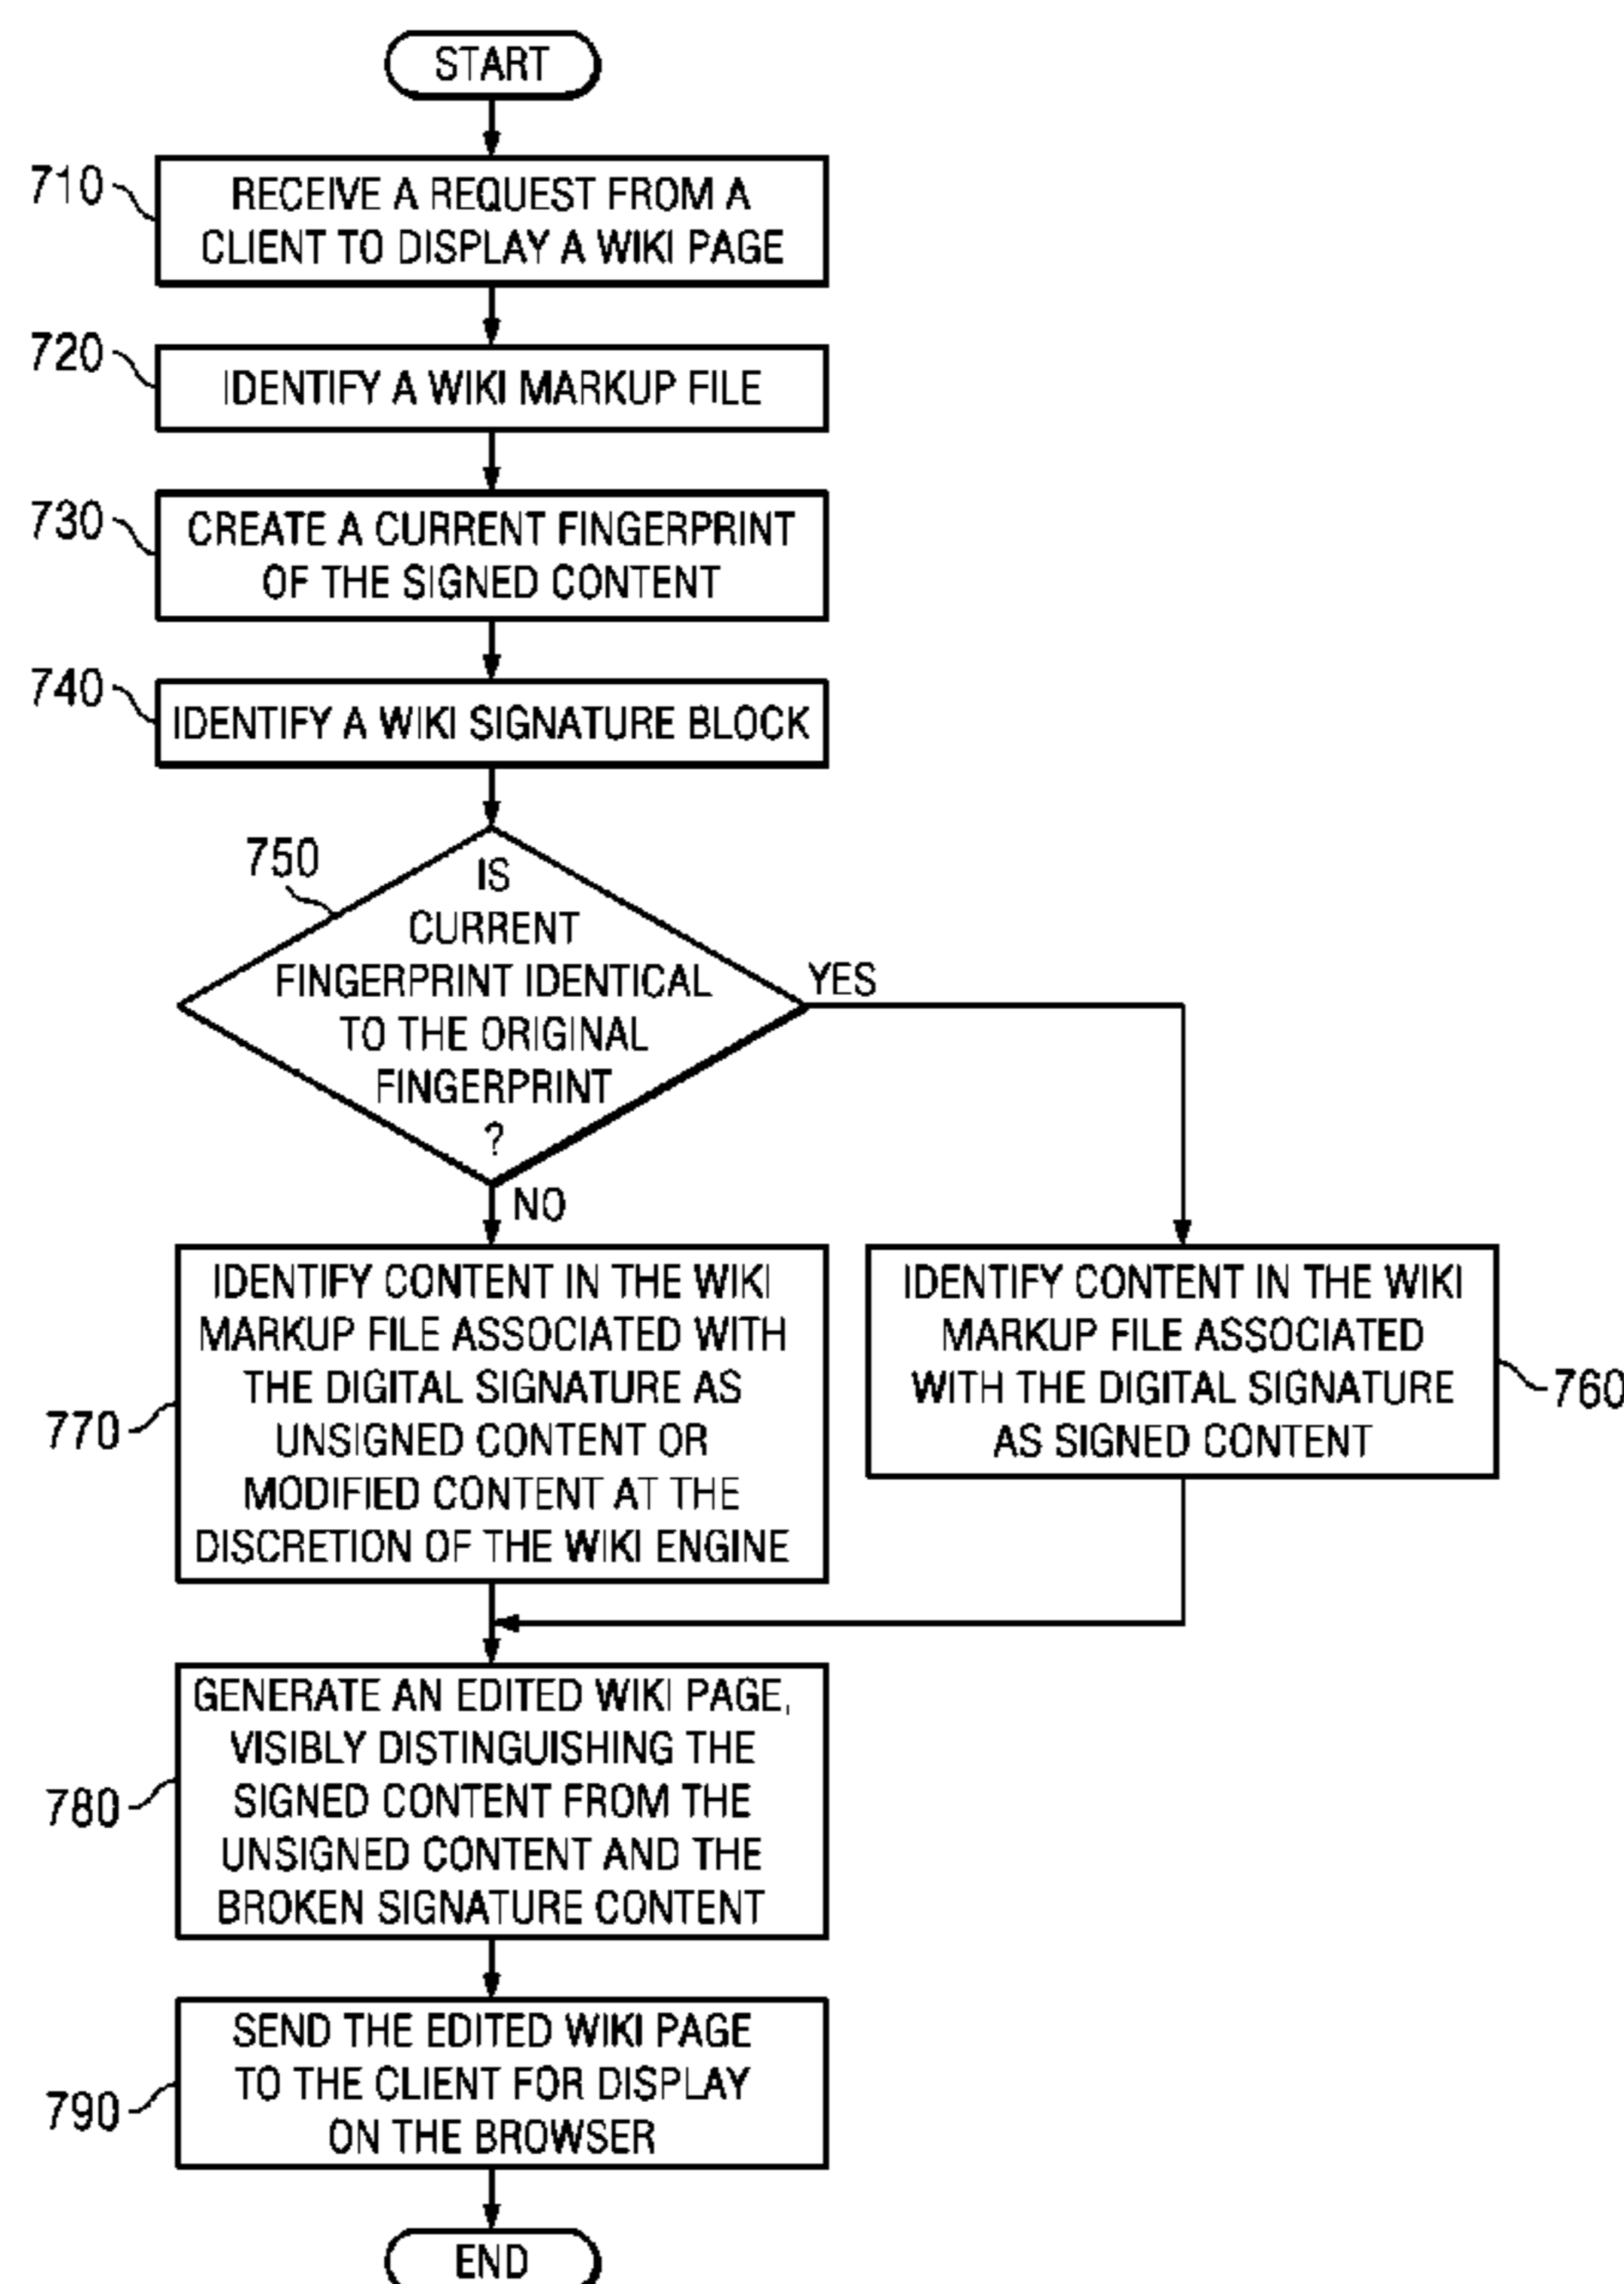 START
710
RECEIVE A REQUEST FROM A
CLIENT TO DISPLAY A WIKI PAGE
720
IDENTIFY A WIKI MARKUP FILE
730
CREATE A CURRENT FINGERPRINT
OF THE SIGNED CONTENT
740
IDENTIFY A WIKI SIGNATURE BLOCK
750
IS
CURRENT
FINGERPRINT IDENTICAL
TO THE ORIGINAL
FINGERPRINT
?
YES
NO
IDENTIFY CONTENT IN THE WIKI
MARKUP FILE ASSOCIATED WITH
THE DIGITAL SIGNATURE AS
UNSIGNED CONTENT OR
MODIFIED CONTENT AT THE
DISCRETION OF THE WIKI ENGINE
770
IDENTIFY CONTENT IN THE WIKI
MARKUP FILE ASSOCIATED
WITH THE DIGITAL SIGNATURE
AS SIGNED CONTENT
760
GENERATE AN EDITED WIKI PAGE,
VISIBLY DISTINGUISHING THE
SIGNED CONTENT FROM THE
UNSIGNED CONTENT AND THE
BROKEN SIGNATURE CONTENT
780
SEND THE EDITED WIKI PAGE
TO THE CLIENT FOR DISPLAY
ON THE BROWSER
790
END